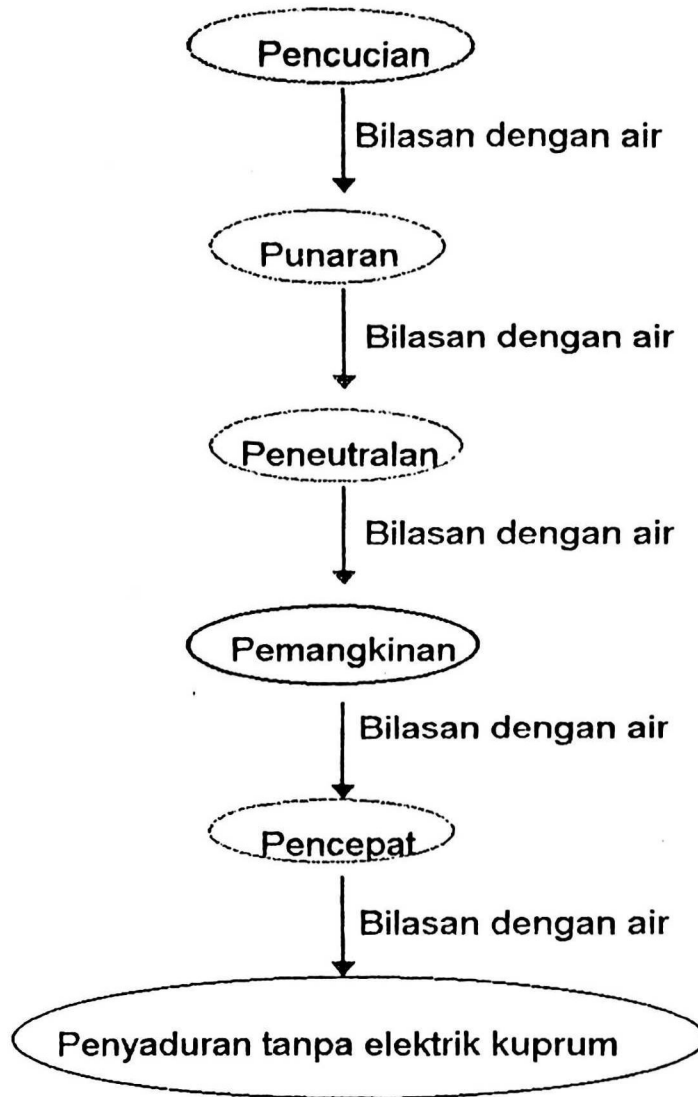 Pencucian
Bilasan dengan air
Punaran
Bilasan dengan air
Peneutralan
Bilasan dengan air
Pemangkinan
Bilasan dengan air
Pencepat
Bilasan dengan air
Penyaduran tanpa elektrik kuprum